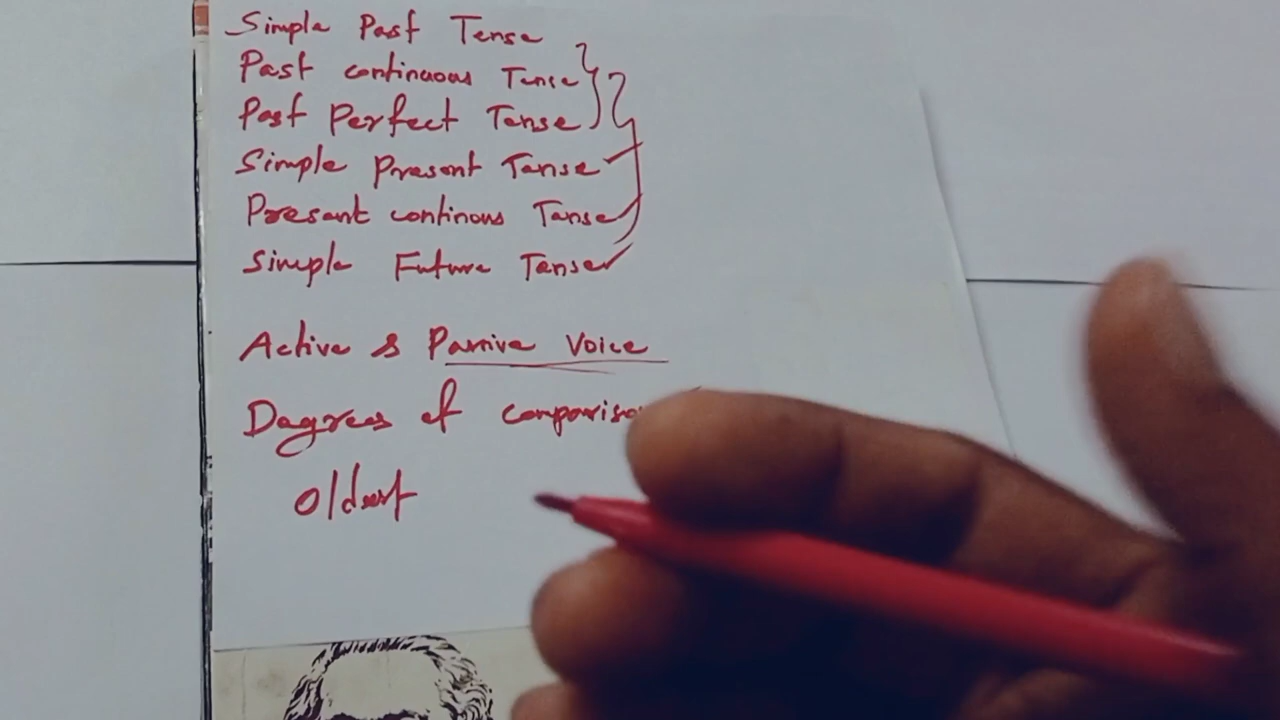 Simple Past Tense
Past continuous Tense
Past Perfect Tense
Simple Present Tense
Present continous Tense
Simple Future Tense
Active & Passive Voice
Degrees of comparison
Oldest